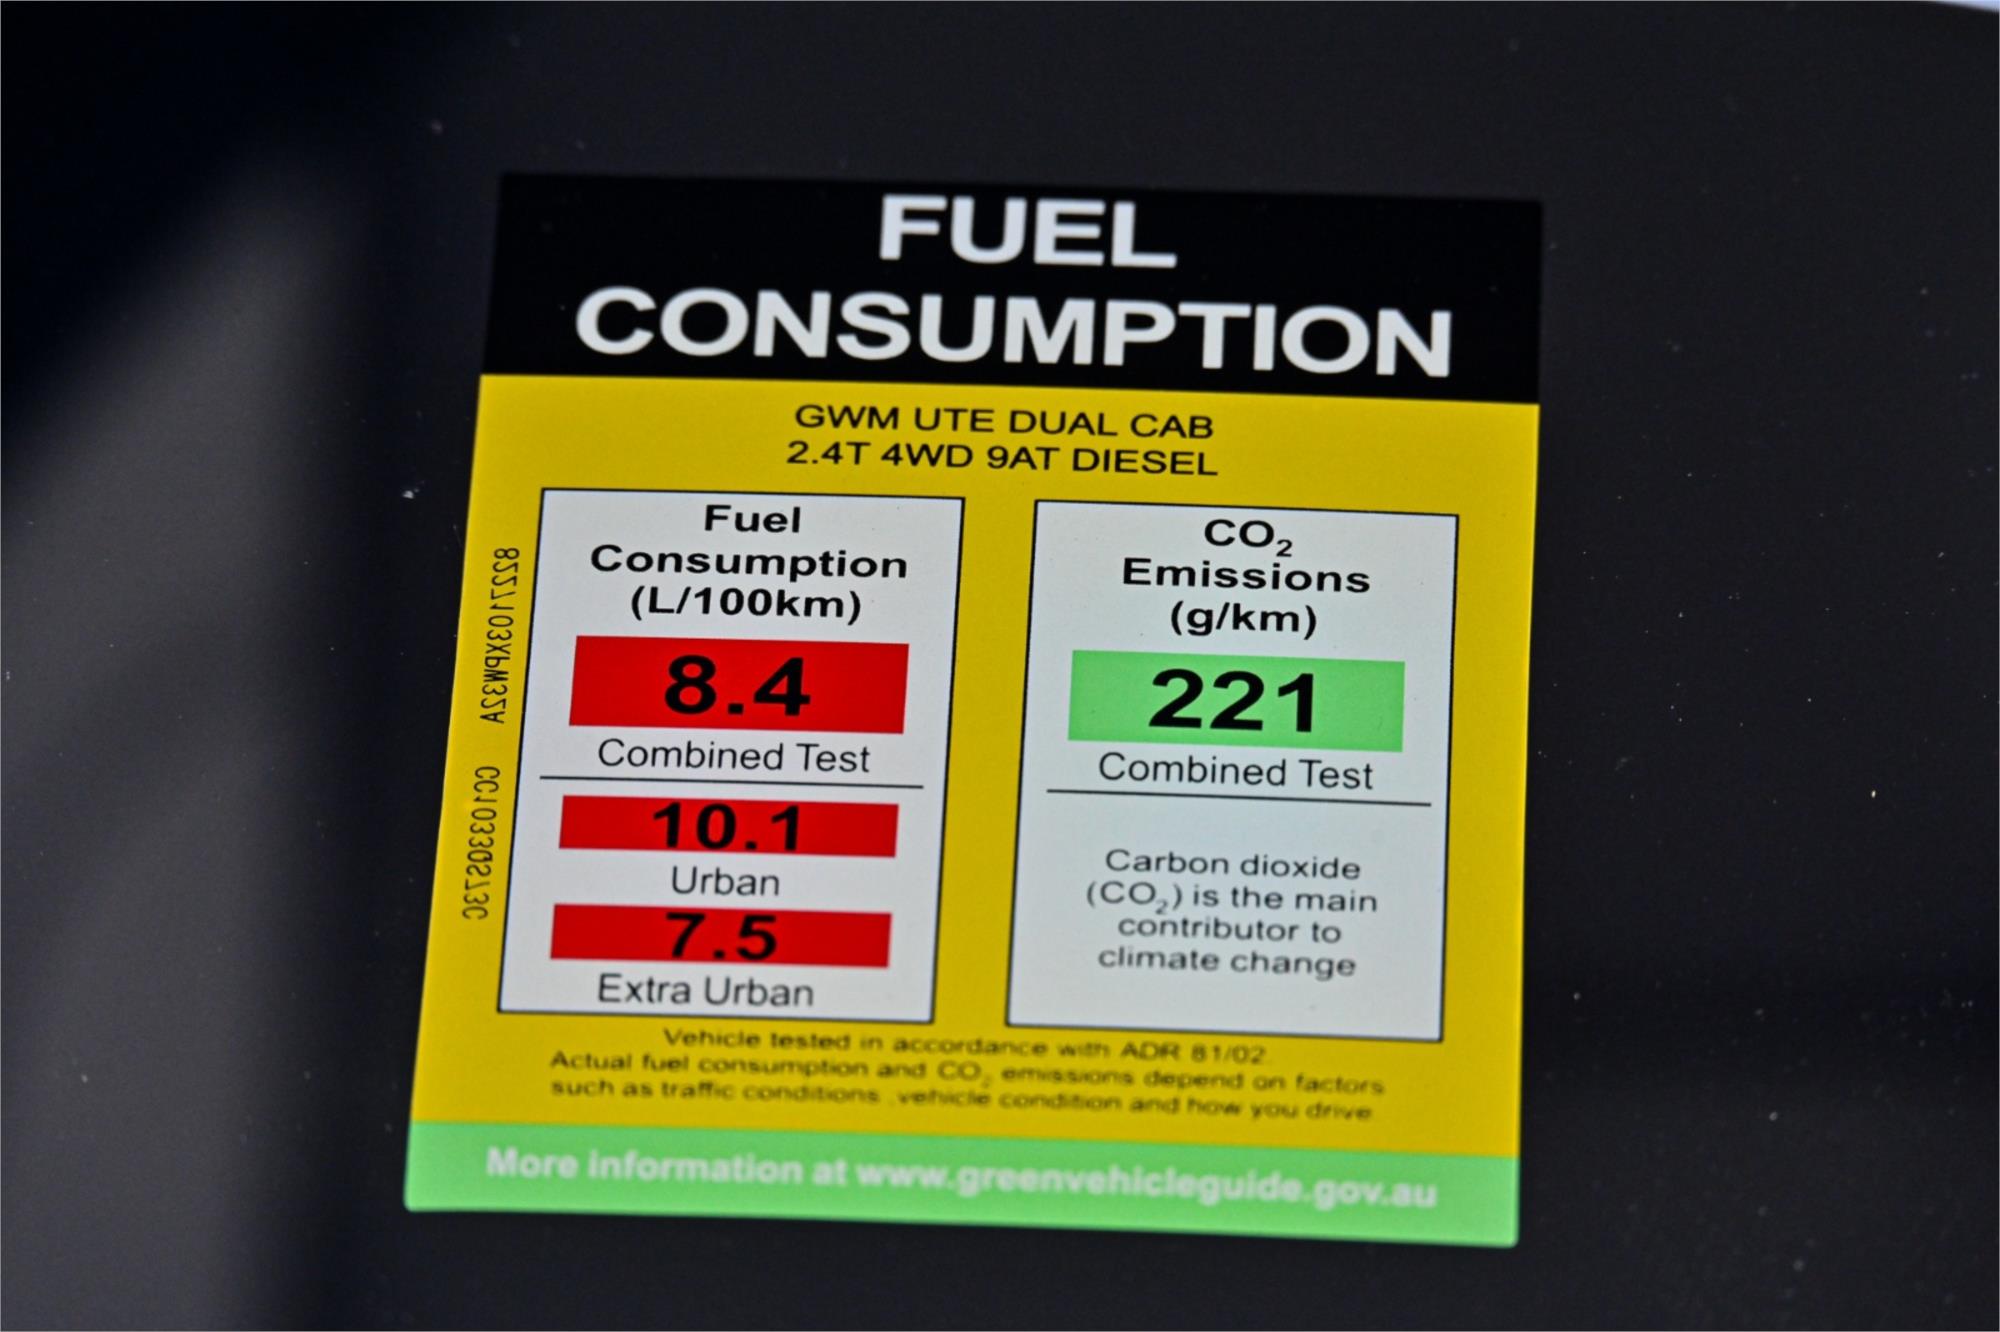 FUEL
CONSUMPTION
GWM UTE DUAL CAB
2.4T 4WD 9AT DIESEL
Fuel
Consumption
(L/100km)
8.4
Combined Test
10.1
Urban
7.5
Extra Urban
CO₂
Emissions
(g/km)
221
Combined Test
Carbon dioxide
(CO₂) is the main
contributor to
climate change
Vehicle tested in accordance with ADR 81/02
Actual fuel consumption and CO₂ emissions depend on factors
such as traffic conditions ,vehicle condition and how you drive
More information at www.greenvehicleguide.gov.au